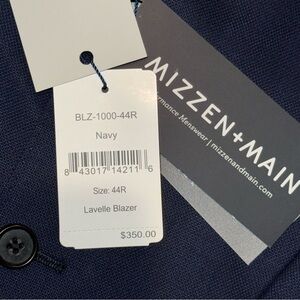 BLZ-1000-44R
Navy
8 43017 14211 6
Size: 44R
Lavelle Blazer
$350.00
MIZZEN+MAIN
Performance Menswear | mizzenandmain.com